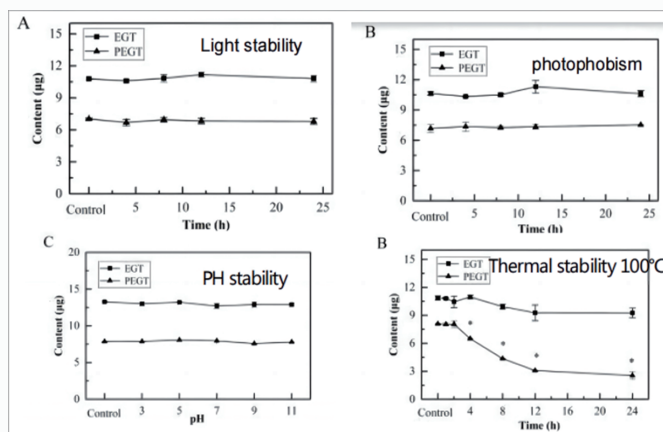 A
EGT
PEGT
Light stability
Content (μg)
15
12
9
6
3
0
Control
5
10
15
20
25
Time (h)
B
EGT
PEGT
photophobism
Content (μg)
15
12
9
6
3
0
Control
5
10
15
20
25
Time (h)
C
EGT
PEGT
PH stability
Content (μg)
20
15
10
5
0
Control
3
5
7
9
11
pH
B
EGT
PEGT
Thermal stability 100°C
Content (μg)
15
12
9
6
3
0
* * * *
Control
4
8
12
16
20
24
Time (h)